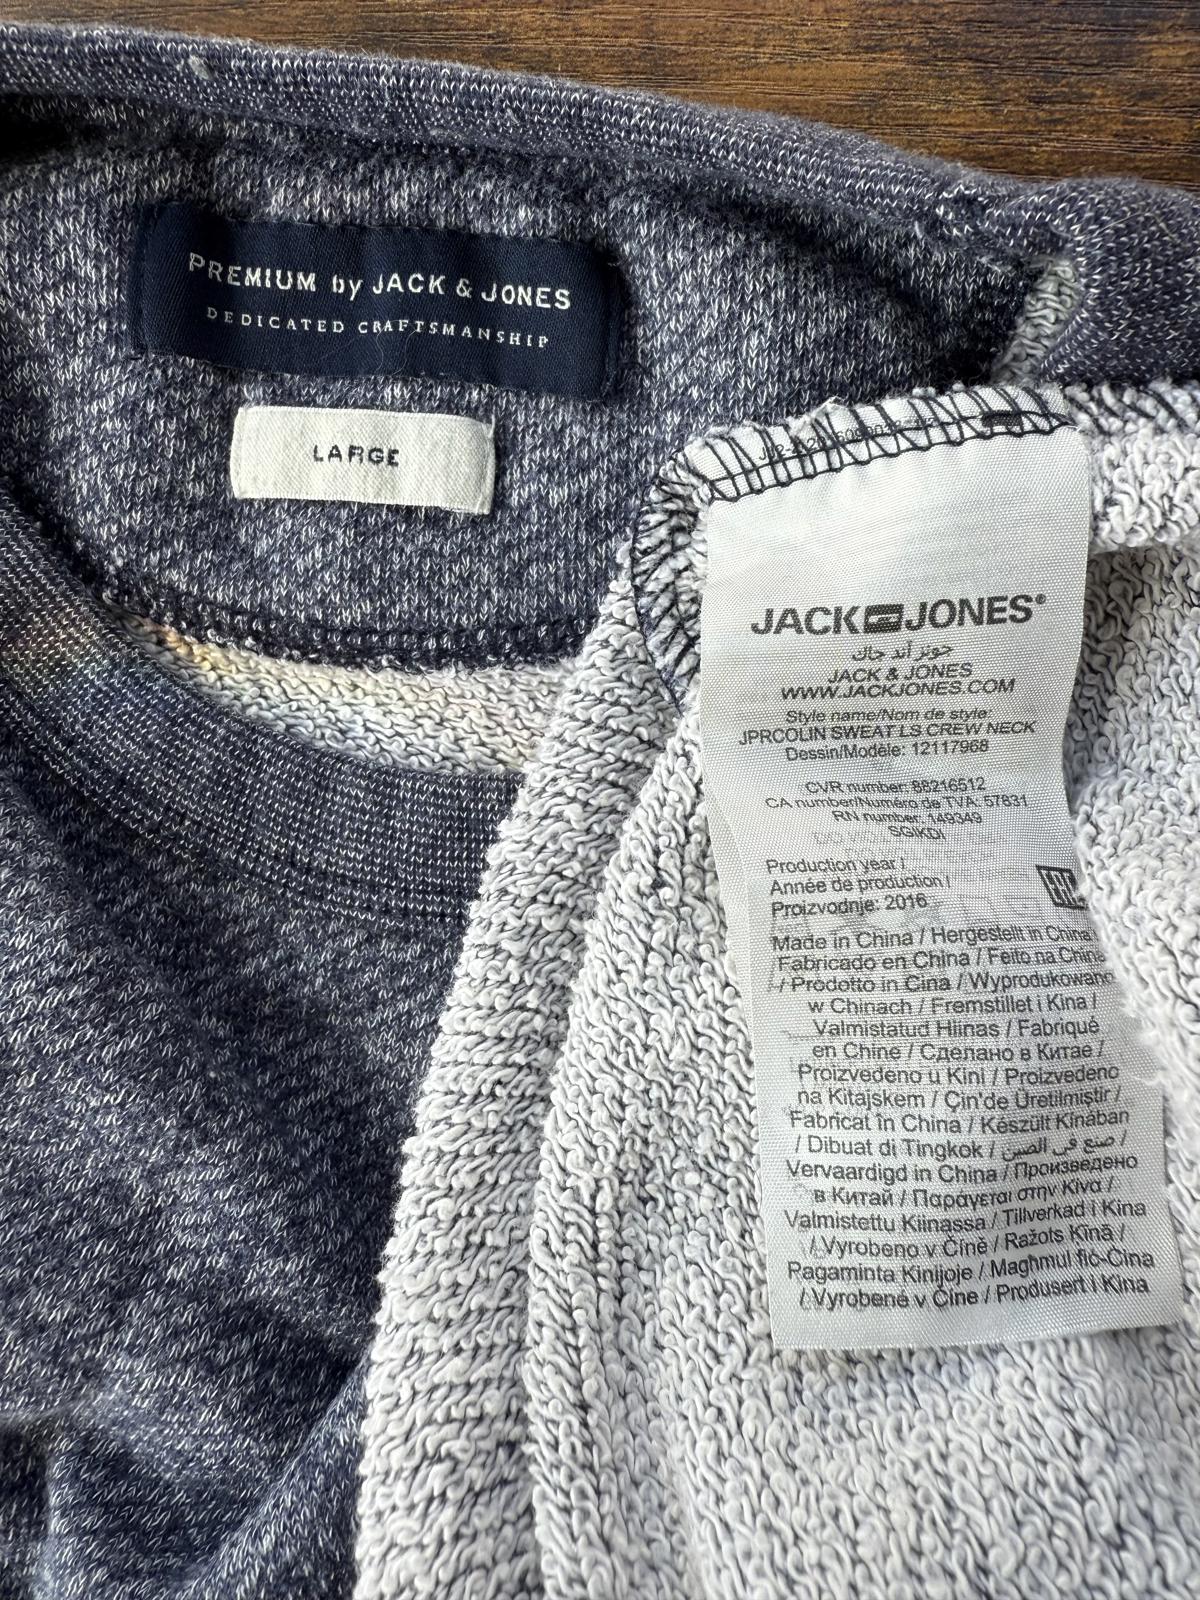 PREMIUM by JACK & JONES
DEDICATED CRAFTSMANSHIP
LARGE
JACK JONES®
جونز آند جاك
JACK & JONES
WWW.JACKJONES.COM
Style name/Nom de style:
JPRCOLIN SWEAT LS CREW NECK
Dessin/Modèle: 12117968
CVR number: 88216512
CA number/Numéro de TVA: 57831
RN number: 149349
SGIKDI
Production year /
Année de production /
Proizvodnje: 2016
EAC
Made in China / Hergestellt in China
/ Fabricado en China / Feito na China
/ Prodotto in Cina / Wyprodukowano
w Chinach / Fremstillet i Kina /
Valmistatud Hiinas / Fabriqué
en Chine / Сделано в Китае /
Proizvedeno u Kini / Proizvedeno
na Kitajskem / Çin'de Üretilmiştir /
Fabricat în China / Készült Kínában
/ Dibuat di Tingkok / صنع في الصين /
Vervaardigd in China / Произведено
в Китай / Παράγεται στην Κίνα /
Valmistettu Kiinassa / Tillverkad i Kina
/ Vyrobeno v Číně / Ražots Kīnā /
Pagaminta Kinijoje / Magħmul fiċ-Ċina
/ Vyrobené v Číne / Produsert i Kina